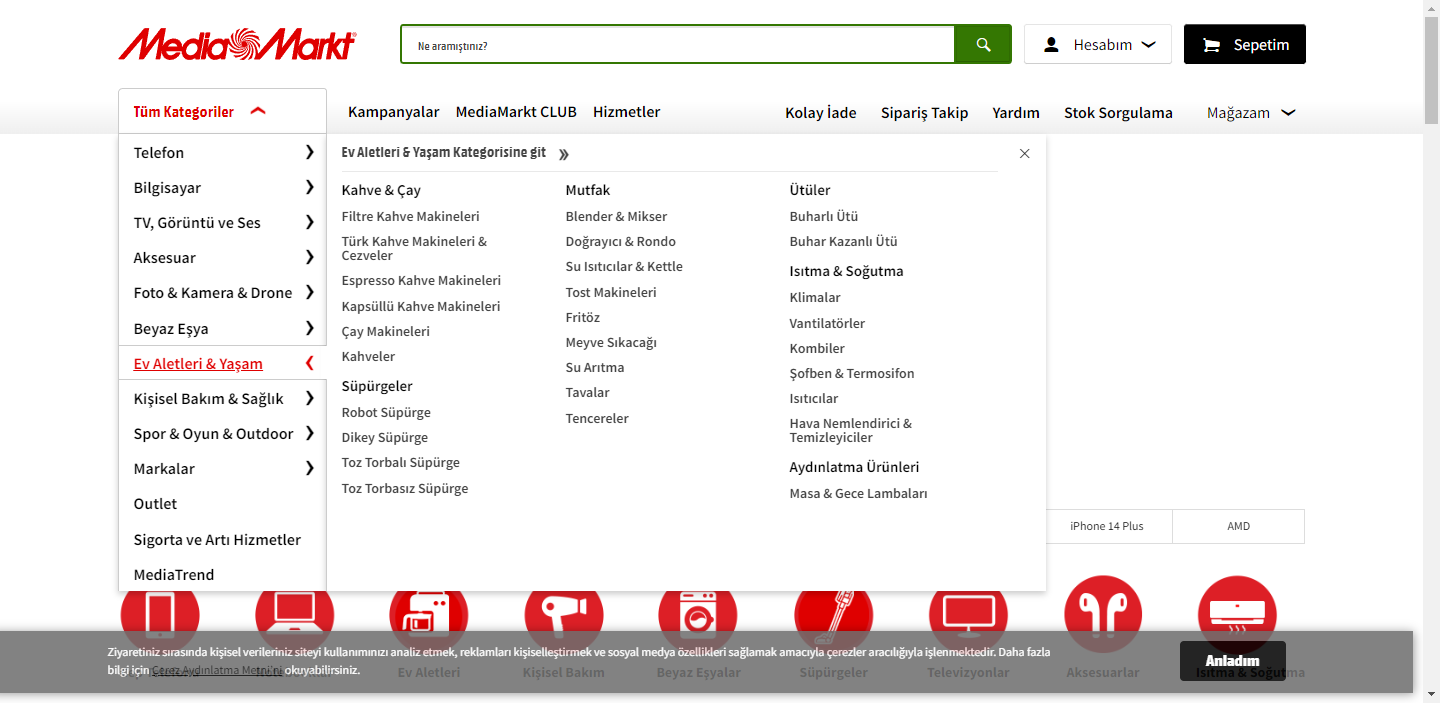 MediaMarkt
Ne aramıştınız?
Hesabım
Sepetim
Tüm Kategoriler
Kampanyalar
MediaMarkt CLUB
Hizmetler
Kolay İade
Sipariş Takip
Yardım
Stok Sorgulama
Mağazam
Telefon
Bilgisayar
TV, Görüntü ve Ses
Aksesuar
Foto & Kamera & Drone
Beyaz Eşya
Ev Aletleri & Yaşam
Kişisel Bakım & Sağlık
Spor & Oyun & Outdoor
Markalar
Outlet
Sigorta ve Artı Hizmetler
MediaTrend
Ev Aletleri & Yaşam Kategorisine git
Kahve & Çay
Filtre Kahve Makineleri
Türk Kahve Makineleri &
Cezveler
Espresso Kahve Makineleri
Kapsüllü Kahve Makineleri
Çay Makineleri
Kahveler
Süpürgeler
Robot Süpürge
Dikey Süpürge
Toz Torbalı Süpürge
Toz Torbasız Süpürge
Mutfak
Blender & Mikser
Doğrayıcı & Rondo
Su Isıtıcılar & Kettle
Tost Makineleri
Fritöz
Meyve Sıkacağı
Su Arıtma
Tavalar
Tencereler
Ütüler
Buharlı Ütü
Buhar Kazanlı Ütü
Isıtma & Soğutma
Klimalar
Vantilatörler
Kombiler
Şofben & Termosifon
Isıtıcılar
Hava Nemlendirici &
Temizleyiciler
Aydınlatma Ürünleri
Masa & Gece Lambaları
iPhone 14 Plus
AMD
Ziyaretiniz sırasında kişisel verileriniz siteyi kullanımınızı analiz etmek, reklamları kişiselleştirmek ve sosyal medya özellikleri sağlamak amacıyla çerezler aracılığıyla işlenmektedir. Daha fazla
bilgi için Çerez Aydınlatma Metni'ni okuyabilirsiniz.
Anladım
Ev Aletleri
Kişisel Bakım
Beyaz Eşyalar
Süpürgeler
Televizyonlar
Aksesuarlar
Isıtma & Soğutma